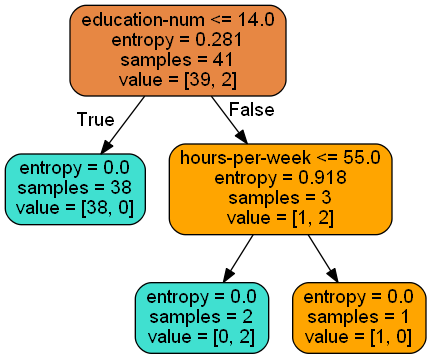 education-num <= 14.0
entropy = 0.281
samples = 41
value = [39, 2]
True
False
entropy = 0.0
samples = 38
value = [38, 0]
hours-per-week <= 55.0
entropy = 0.918
samples = 3
value = [1, 2]
entropy = 0.0
samples = 2
value = [0, 2]
entropy = 0.0
samples = 1
value = [1, 0]